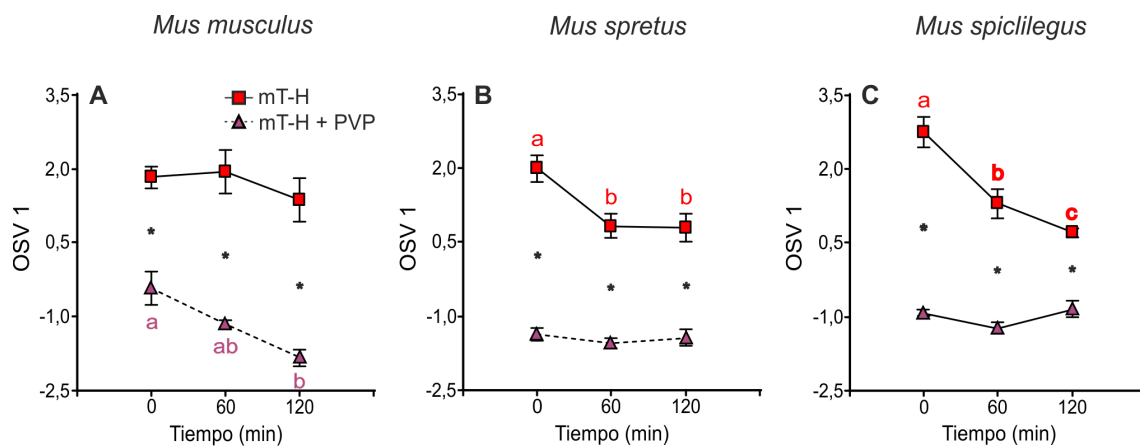 Mus musculus
Mus spretus
Mus spiclilegus
A
mT-H
mT-H + PVP
3,5
2,0
0,5
-1,0
-2,5
OSV 1
*
*
*
a
ab
b
0
60
120
Tiempo (min)
B
3,5
2,0
0,5
-1,0
-2,5
OSV 1
a
b
b
*
*
*
0
60
120
Tiempo (min)
C
3,5
2,0
0,5
-1,0
-2,5
OSV 1
a
b
c
*
*
*
0
60
120
Tiempo (min)